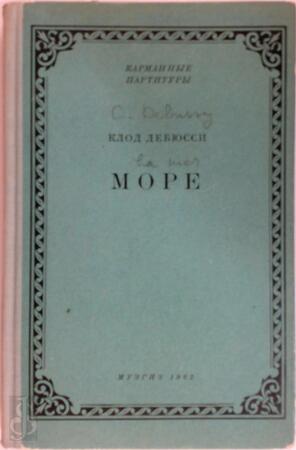 КАРМАННЫЕ
ПАРТИТУРЫ
C. Debussy
КЛОД ДЕБЮССИ
La mer
МОРЕ
МУЗГИЗ 1962